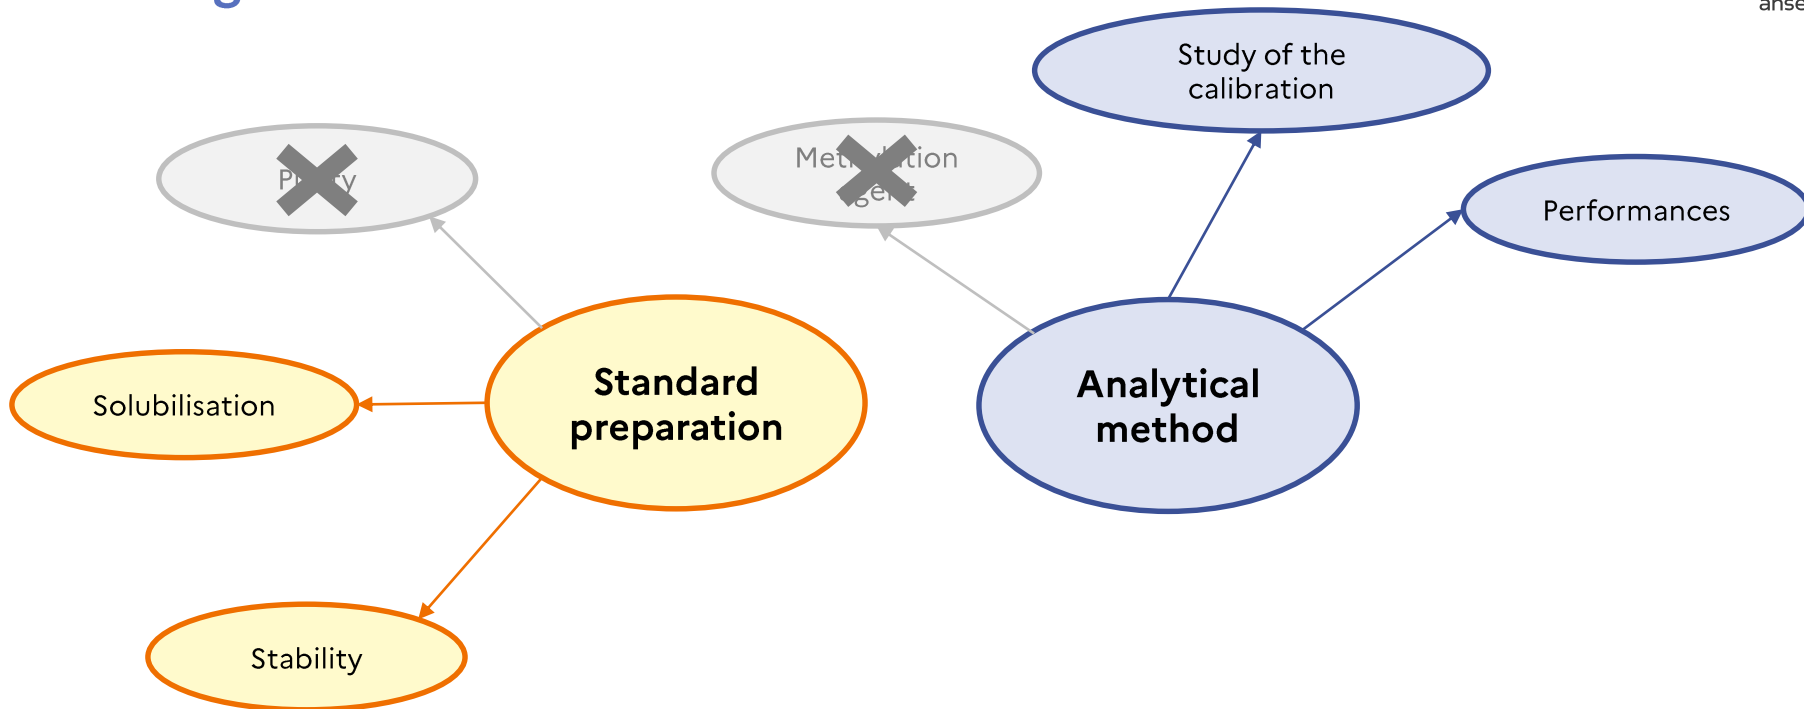 Study of the
calibration
Performances
Solubilisation
Standard
preparation
Analytical
method
Stability